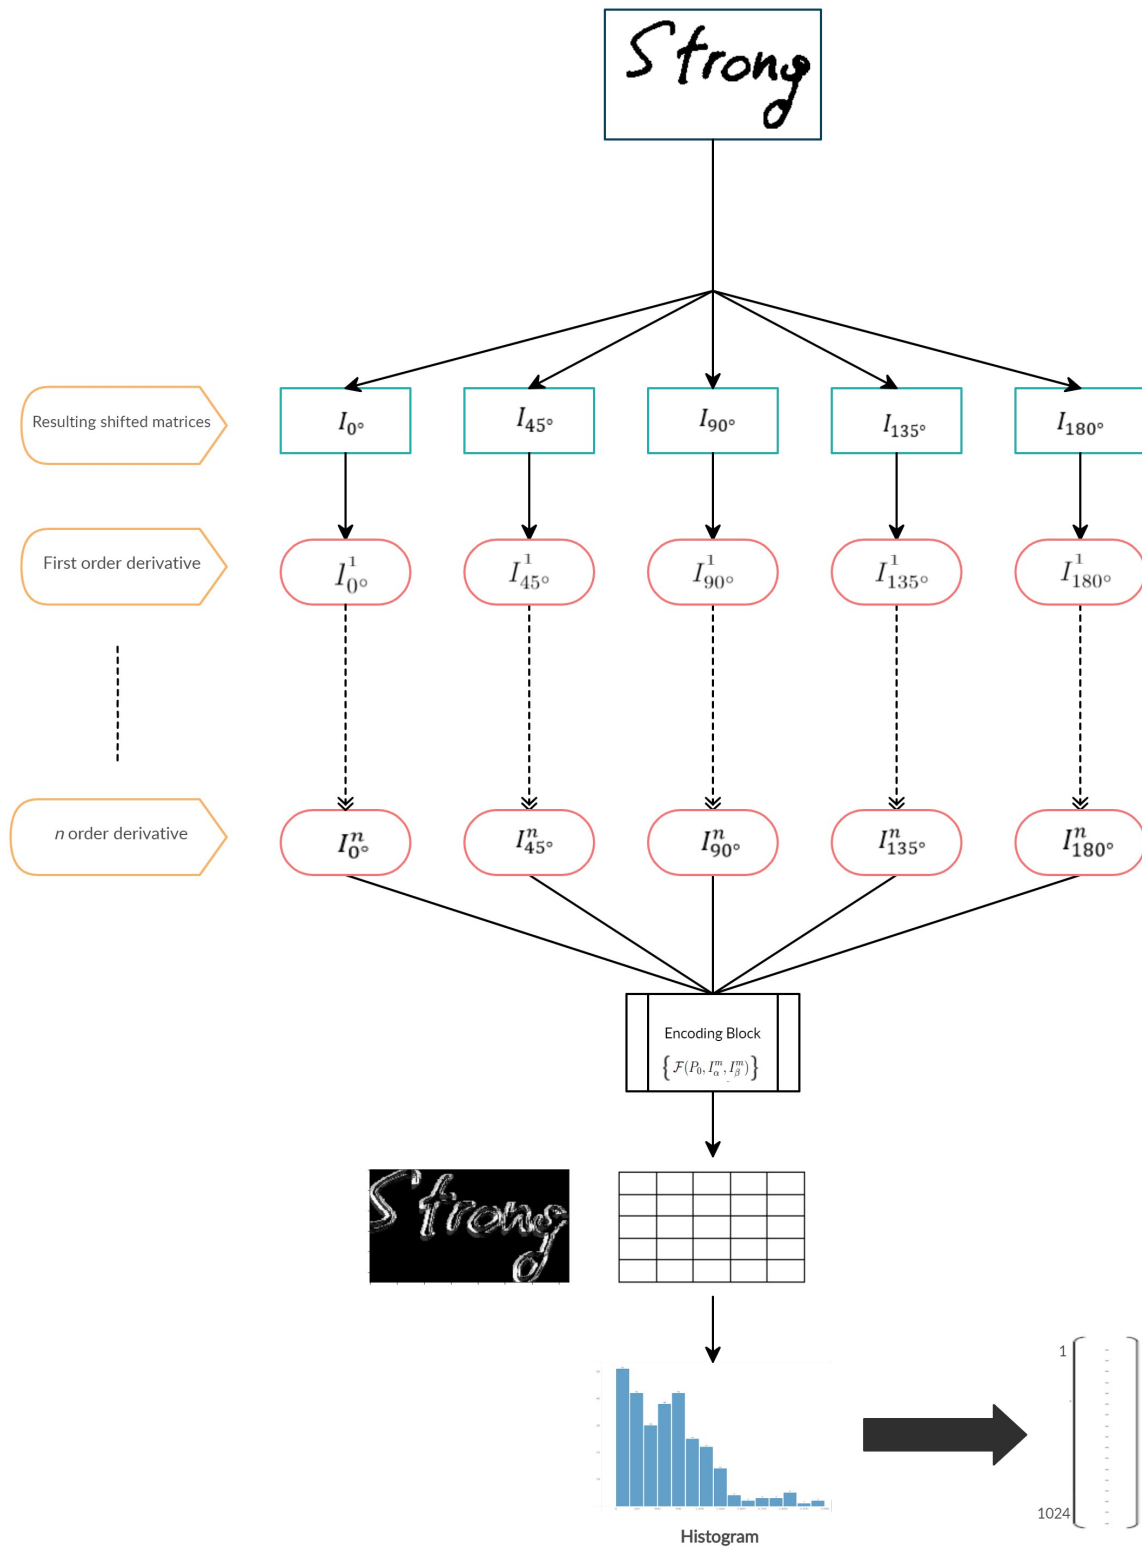 Strong
Resulting shifted matrices
I0° I45° I90° I135° I180°
First order derivative
I¹0° I¹45° I¹90° I¹135° I¹180°
n order derivative
Iⁿ0° Iⁿ45° Iⁿ90° Iⁿ135° Iⁿ180°
Encoding Block
{F(P₀, Iᵐα, Iᵐβ)}
Strong
1
1024
Histogram